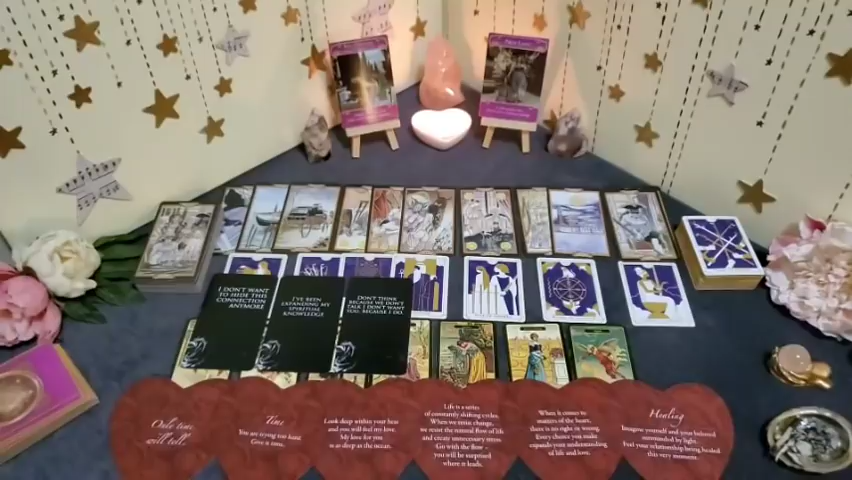 I DON'T WANT
TO HIDE THIS
CONNECTION
ANYMORE
I'VE BEEN
EXPANDING MY
SPIRITUAL
KNOWLEDGE
DON'T THINK
BECAUSE WE DON'T
TALK I DON'T WANT
YOU. BECAUSE I DO.
Only time
will tell.
Time
You are trying too hard.
Give it time.
Look deep within your heart
and you will feel my love.
My love for you
is as deep as the ocean.
Life is a series
of constantly shifting cycles.
When we resist change,
we resist the natural flow of life
and create unnecessary stress.
Go with the flow -
you will be surprised
where it leads.
When it comes to
matters of the heart,
there is no right or wrong.
Every choice you make
expands your understanding
of life and love.
Healing
Imagine yourself and your beloved
surrounded by light.
Feel your relationship being healed
this very moment.